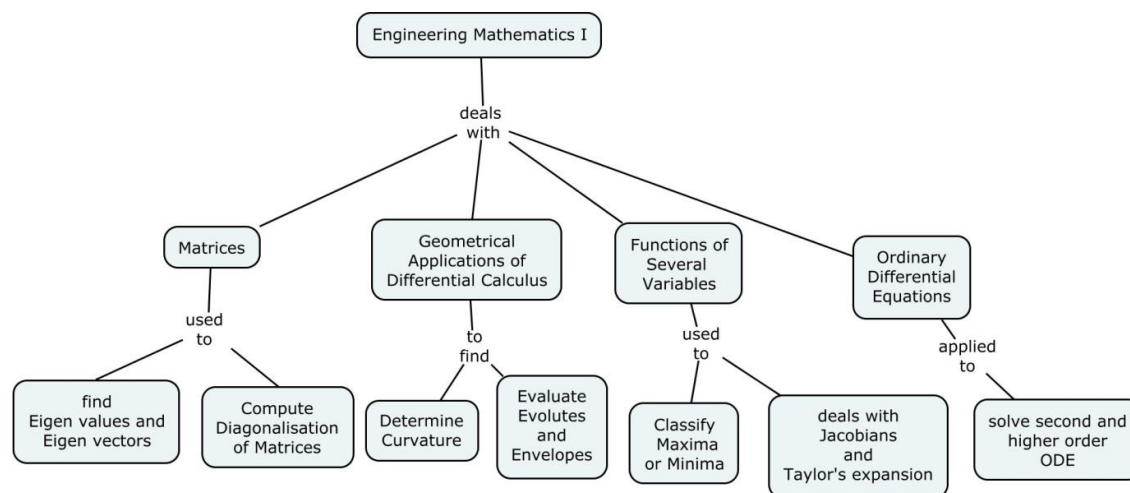 Engineering Mathematics I
deals
with
Matrices
Geometrical
Applications of
Differential Calculus
Functions of
Several
Variables
Ordinary
Differential
Equations
used
to
to
find
used
to
applied
to
find
Eigen values and
Eigen vectors
Compute
Diagonalisation
of Matrices
Determine
Curvature
Evaluate
Evolutes
and
Envelopes
Classify
Maxima
or Minima
deals with
Jacobians
and
Taylor's expansion
solve second and
higher order
ODE